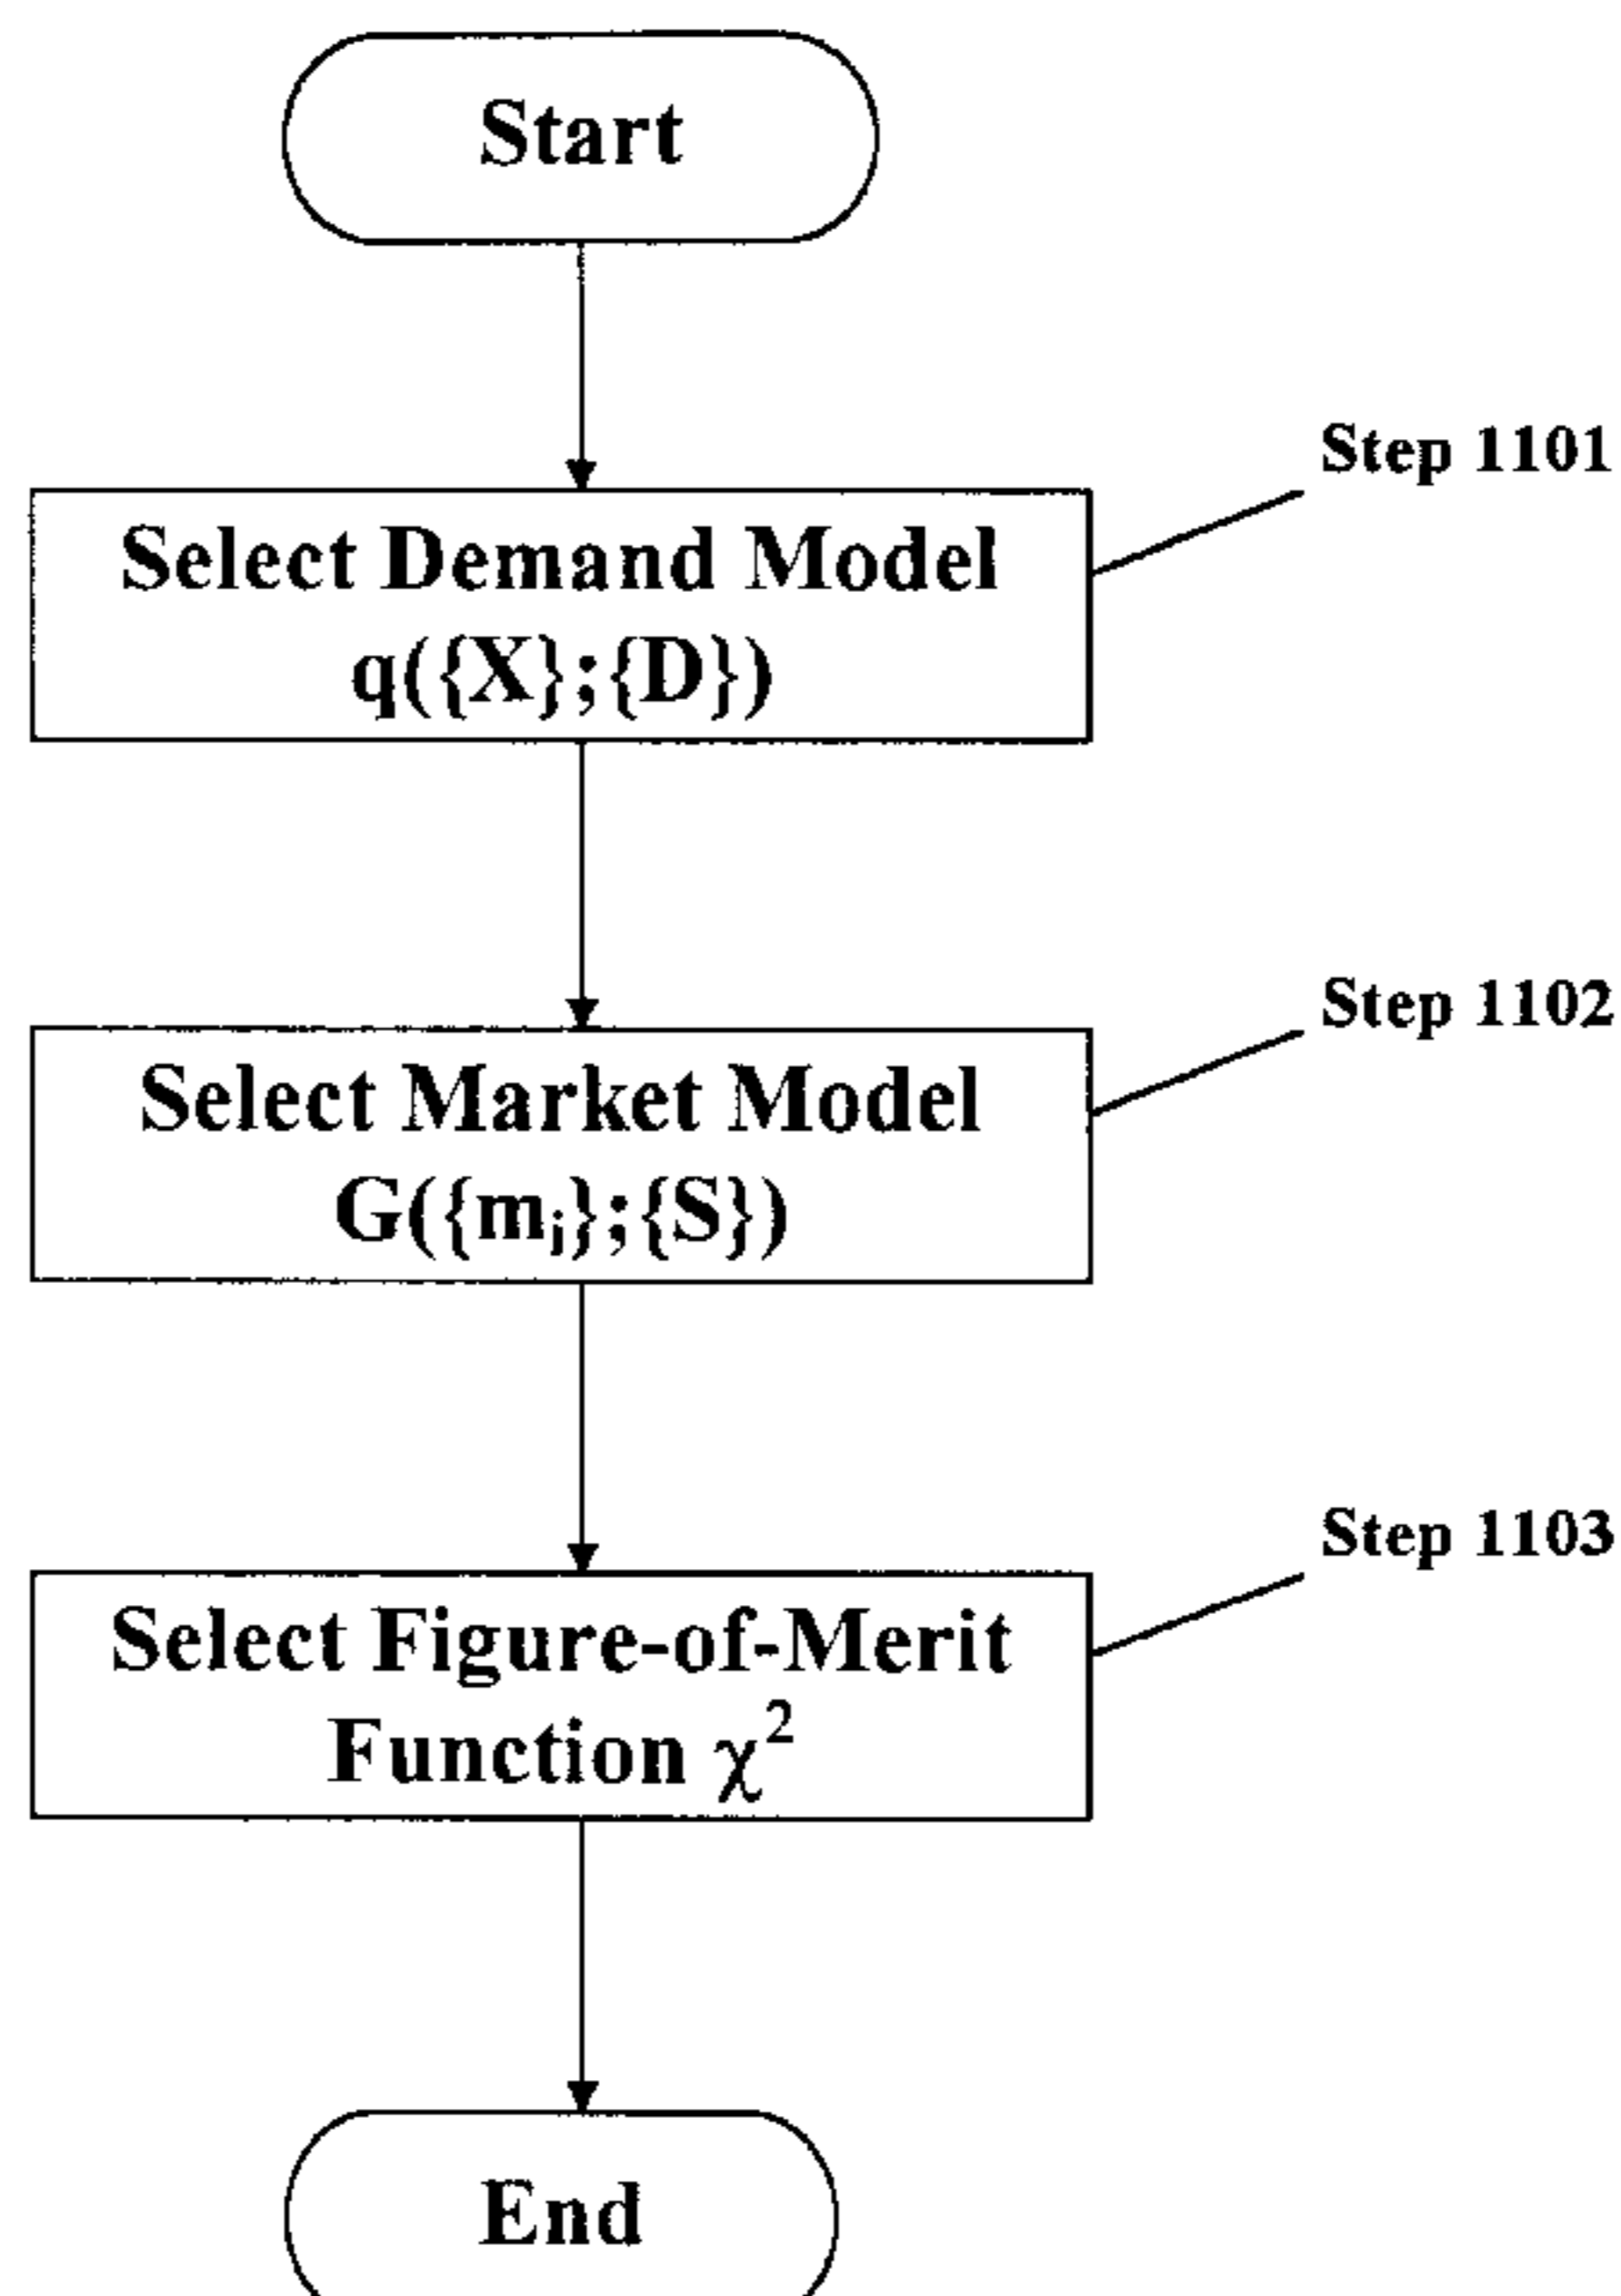 Start
Step 1101
Select Demand Model
q({X};{D})
Step 1102
Select Market Model
G({mⱼ};{S})
Step 1103
Select Figure-of-Merit
Function χ²
End